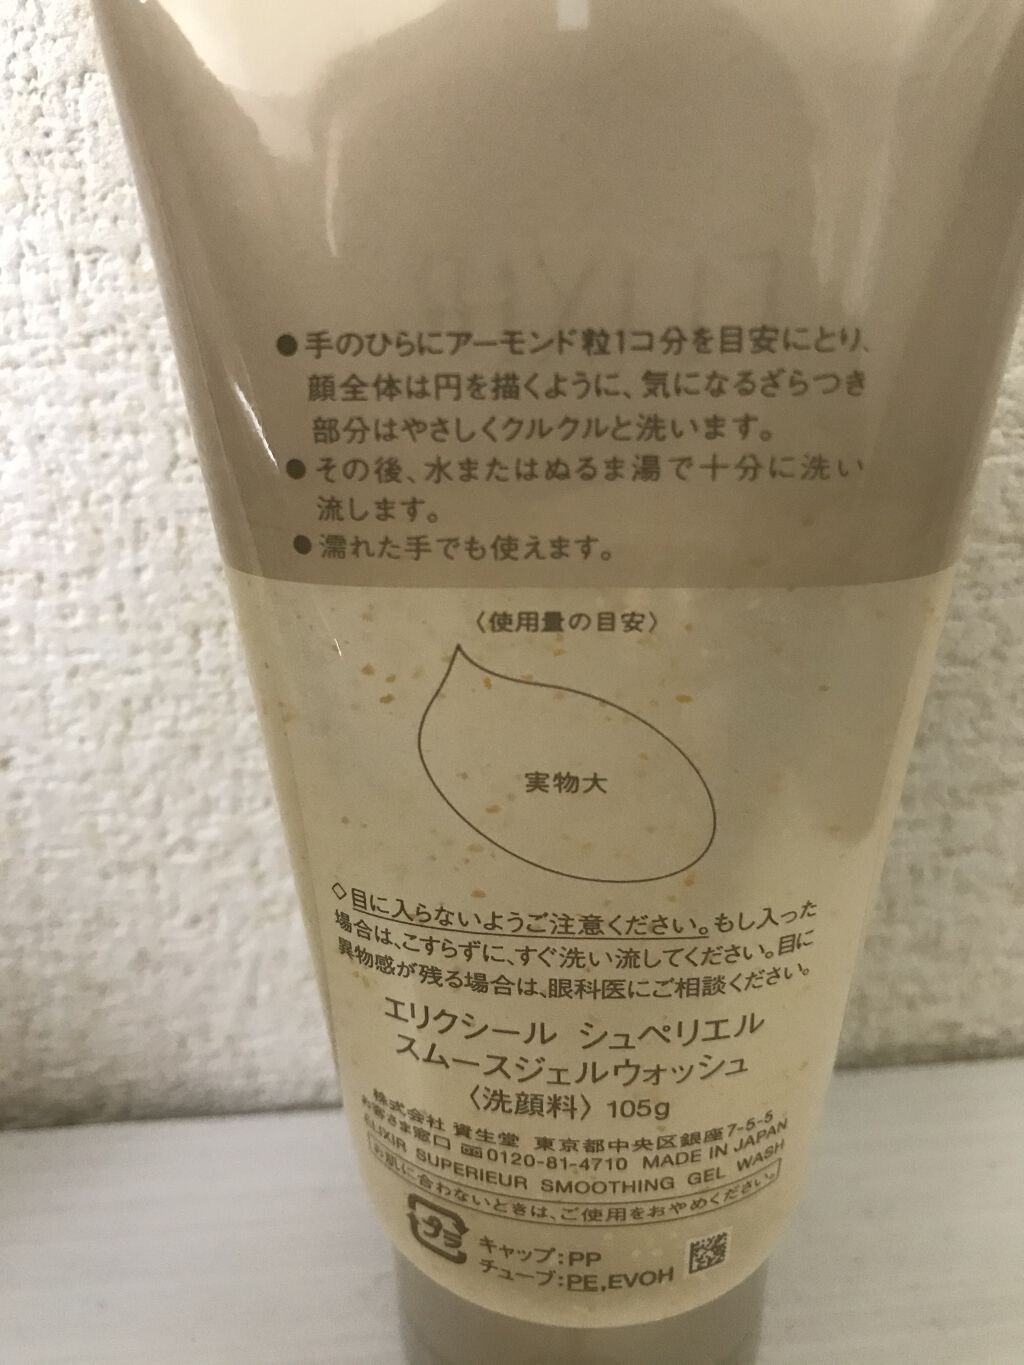 ●手のひらにアーモンド粒1コ分を目安にとり、
顔全体は円を描くように、気になるざらつき
部分はやさしくクルクルと洗います。
●その後、水またはぬるま湯で十分に洗い
流します。
●濡れた手でも使えます。
〈使用量の目安〉
実物大
◇目に入らないようご注意ください。もし入った
場合は、こすらずに、すぐ洗い流してください。目に
異物感が残る場合は、眼科医にご相談ください。
エリクシール シュペリエル
スムースジェルウォッシュ
〈洗顔料〉 105g
株式会社 資生堂 東京都中央区銀座7-5-5
お客さま窓口 0120-81-4710 MADE IN JAPAN
ELIXIR SUPERIEUR SMOOTHING GEL WASH
お肌に合わないときは、ご使用をおやめください。
プラ
キャップ:PP
チューブ:PE,EVOH